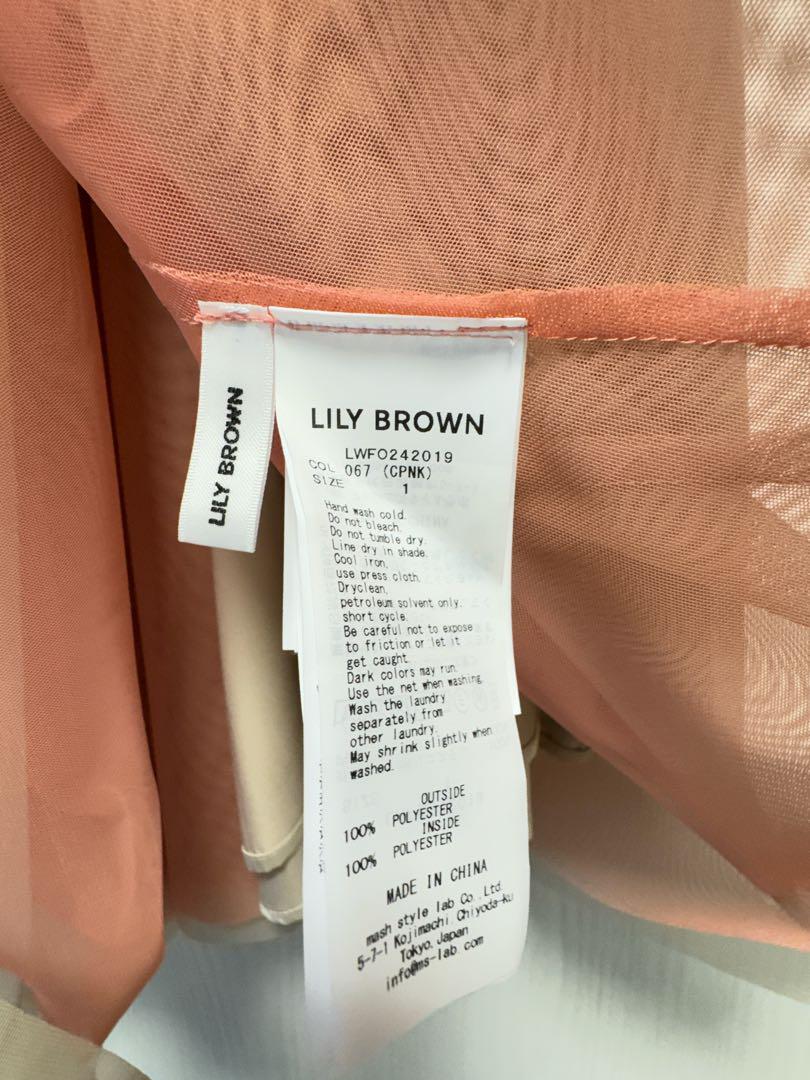 LILY BROWN
LILY BROWN
LWFO242019
COL 067 (CPNK)
SIZE 1
Hand wash cold.
Do not bleach.
Do not tumble dry.
Line dry in shade.
Cool iron,
use press cloth.
Dryclean,
petroleum solvent only.
short cycle.
Be careful not to expose
to friction or let it
get caught.
Dark colors may run.
Use the net when washing.
Wash the laundry
separately from
other laundry.
May shrink slightly when
washed.
OUTSIDE
100% POLYESTER
INSIDE
100% POLYESTER
MADE IN CHINA
mash style lab Co.,Ltd.
5-7-1 Kojimachi,Chiyoda-ku
Tokyo,Japan
info@ms-lab.com